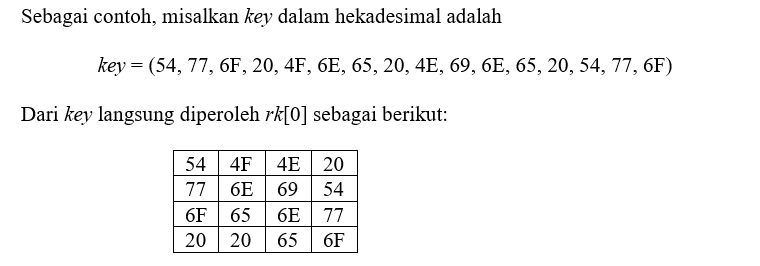 Sebagai contoh, misalkan key dalam hekadesimal adalah
key = (54, 77, 6F, 20, 4F, 6E, 65, 20, 4E, 69, 6E, 65, 20, 54, 77, 6F)
Dari key langsung diperoleh rk[0] sebagai berikut:
54 4F 4E 20
77 6E 69 54
6F 65 6E 77
20 20 65 6F